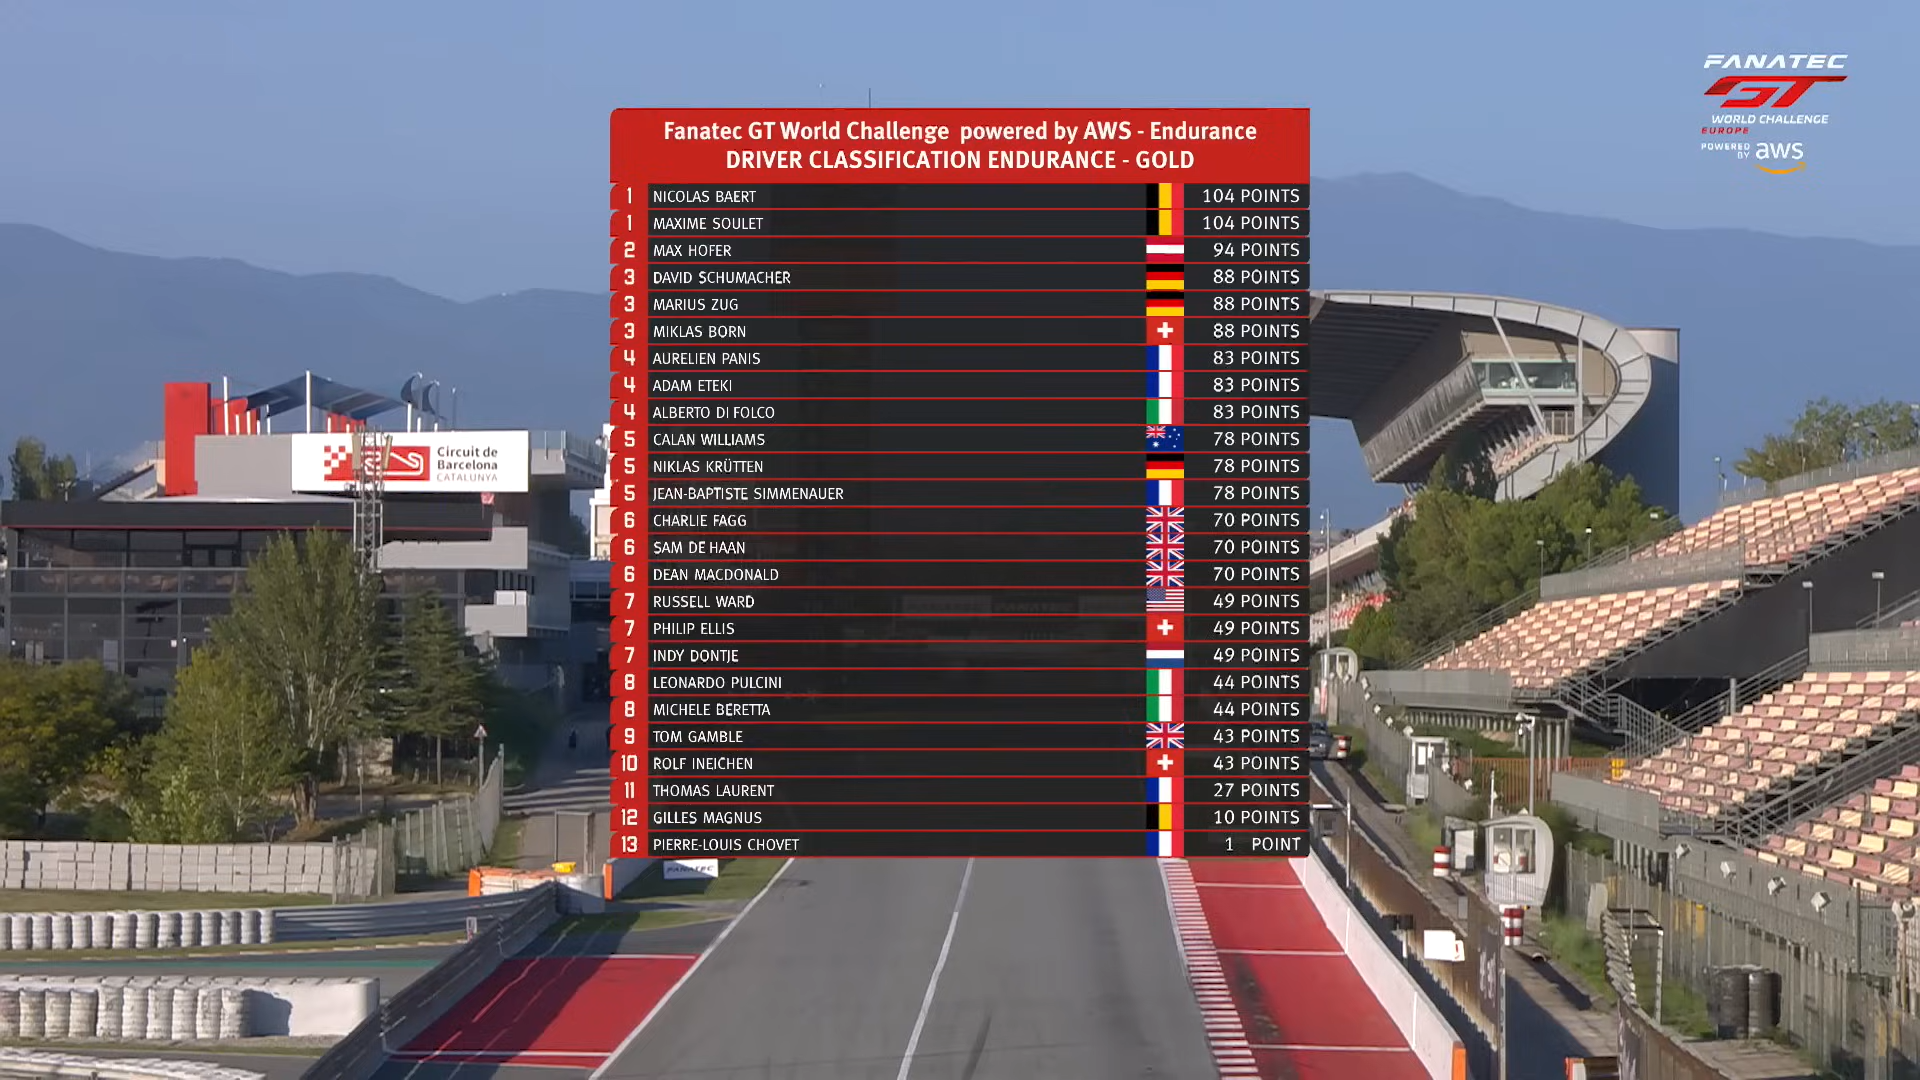 FANATEC
GT
WORLD CHALLENGE
EUROPE
POWERED BY aws
Fanatec GT World Challenge powered by AWS - Endurance
DRIVER CLASSIFICATION ENDURANCE - GOLD
1 NICOLAS BAERT 104 POINTS
1 MAXIME SOULET 104 POINTS
2 MAX HOFER 94 POINTS
3 DAVID SCHUMACHER 88 POINTS
3 MARIUS ZUG 88 POINTS
3 MIKLAS BORN 88 POINTS
4 AURELIEN PANIS 83 POINTS
4 ADAM ETEKI 83 POINTS
4 ALBERTO DI FOLCO 83 POINTS
5 CALAN WILLIAMS 78 POINTS
5 NIKLAS KRÜTTEN 78 POINTS
5 JEAN-BAPTISTE SIMMENAUER 78 POINTS
6 CHARLIE FAGG 70 POINTS
6 SAM DE HAAN 70 POINTS
6 DEAN MACDONALD 70 POINTS
7 RUSSELL WARD 49 POINTS
7 PHILIP ELLIS 49 POINTS
7 INDY DONTJE 49 POINTS
8 LEONARDO PULCINI 44 POINTS
8 MICHELE BERETTA 44 POINTS
9 TOM GAMBLE 43 POINTS
10 ROLF INEICHEN 43 POINTS
11 THOMAS LAURENT 27 POINTS
12 GILLES MAGNUS 10 POINTS
13 PIERRE-LOUIS CHOVET 1 POINT
Circuit de
Barcelona
CATALUNYA
FANATEC